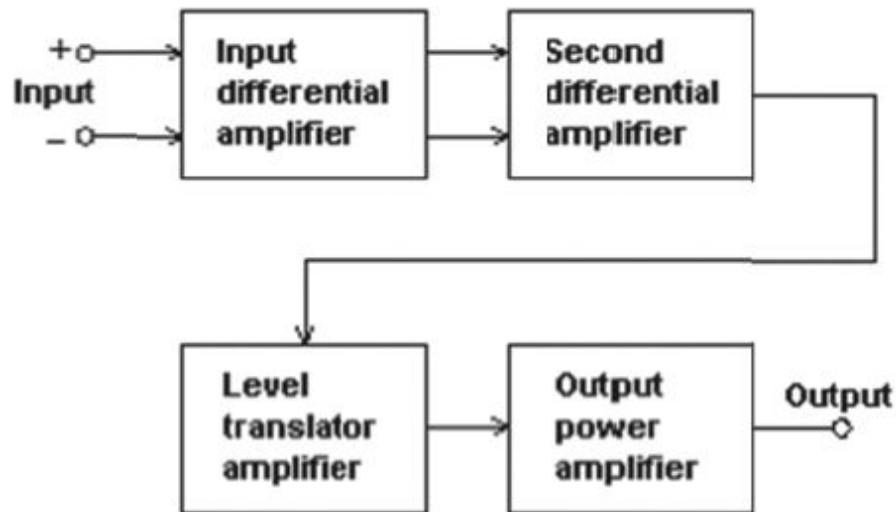 +
Input
−
Input
differential
amplifier
Second
differential
amplifier
Level
translator
amplifier
Output
power
amplifier
Output